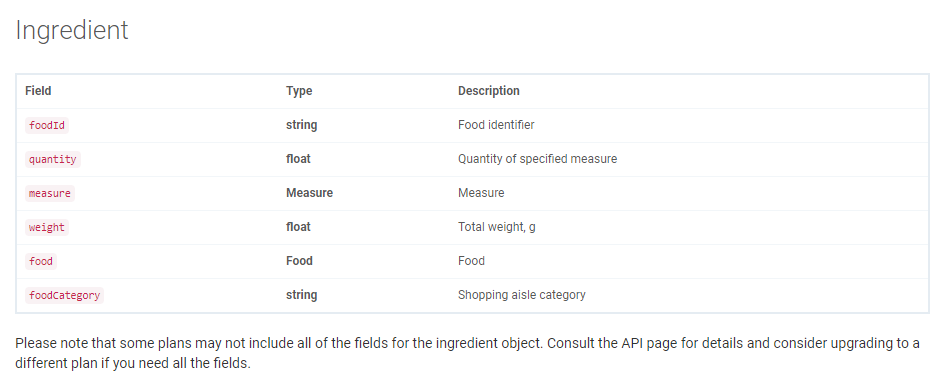 Ingredient
Field Type Description
foodId string Food identifier
quantity float Quantity of specified measure
measure Measure Measure
weight float Total weight, g
food Food Food
foodCategory string Shopping aisle category
Please note that some plans may not include all of the fields for the ingredient object. Consult the API page for details and consider upgrading to a
different plan if you need all the fields.